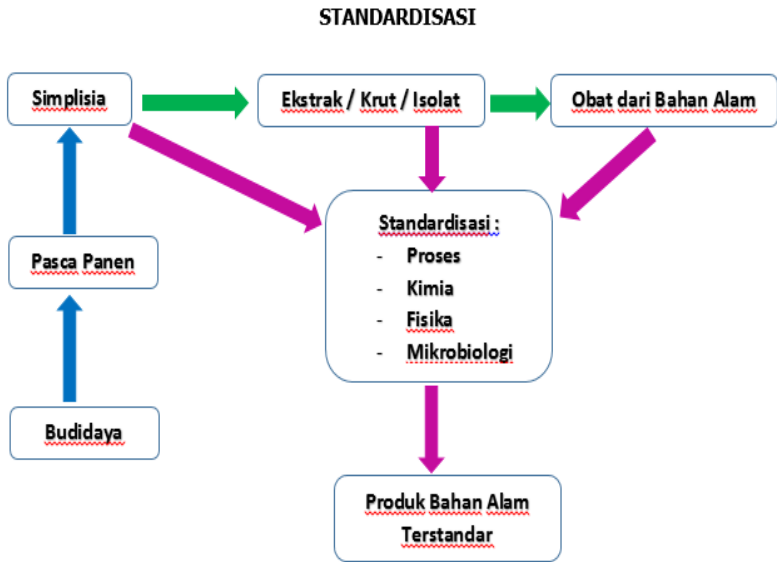 STANDARDISASI
Simplisia
Ekstrak / Krut / Isolat
Obat dari Bahan Alam
Standardisasi :
- Proses
- Kimia
- Fisika
- Mikrobiologi
Pasca Panen
Budidaya
Produk Bahan Alam
Terstandar